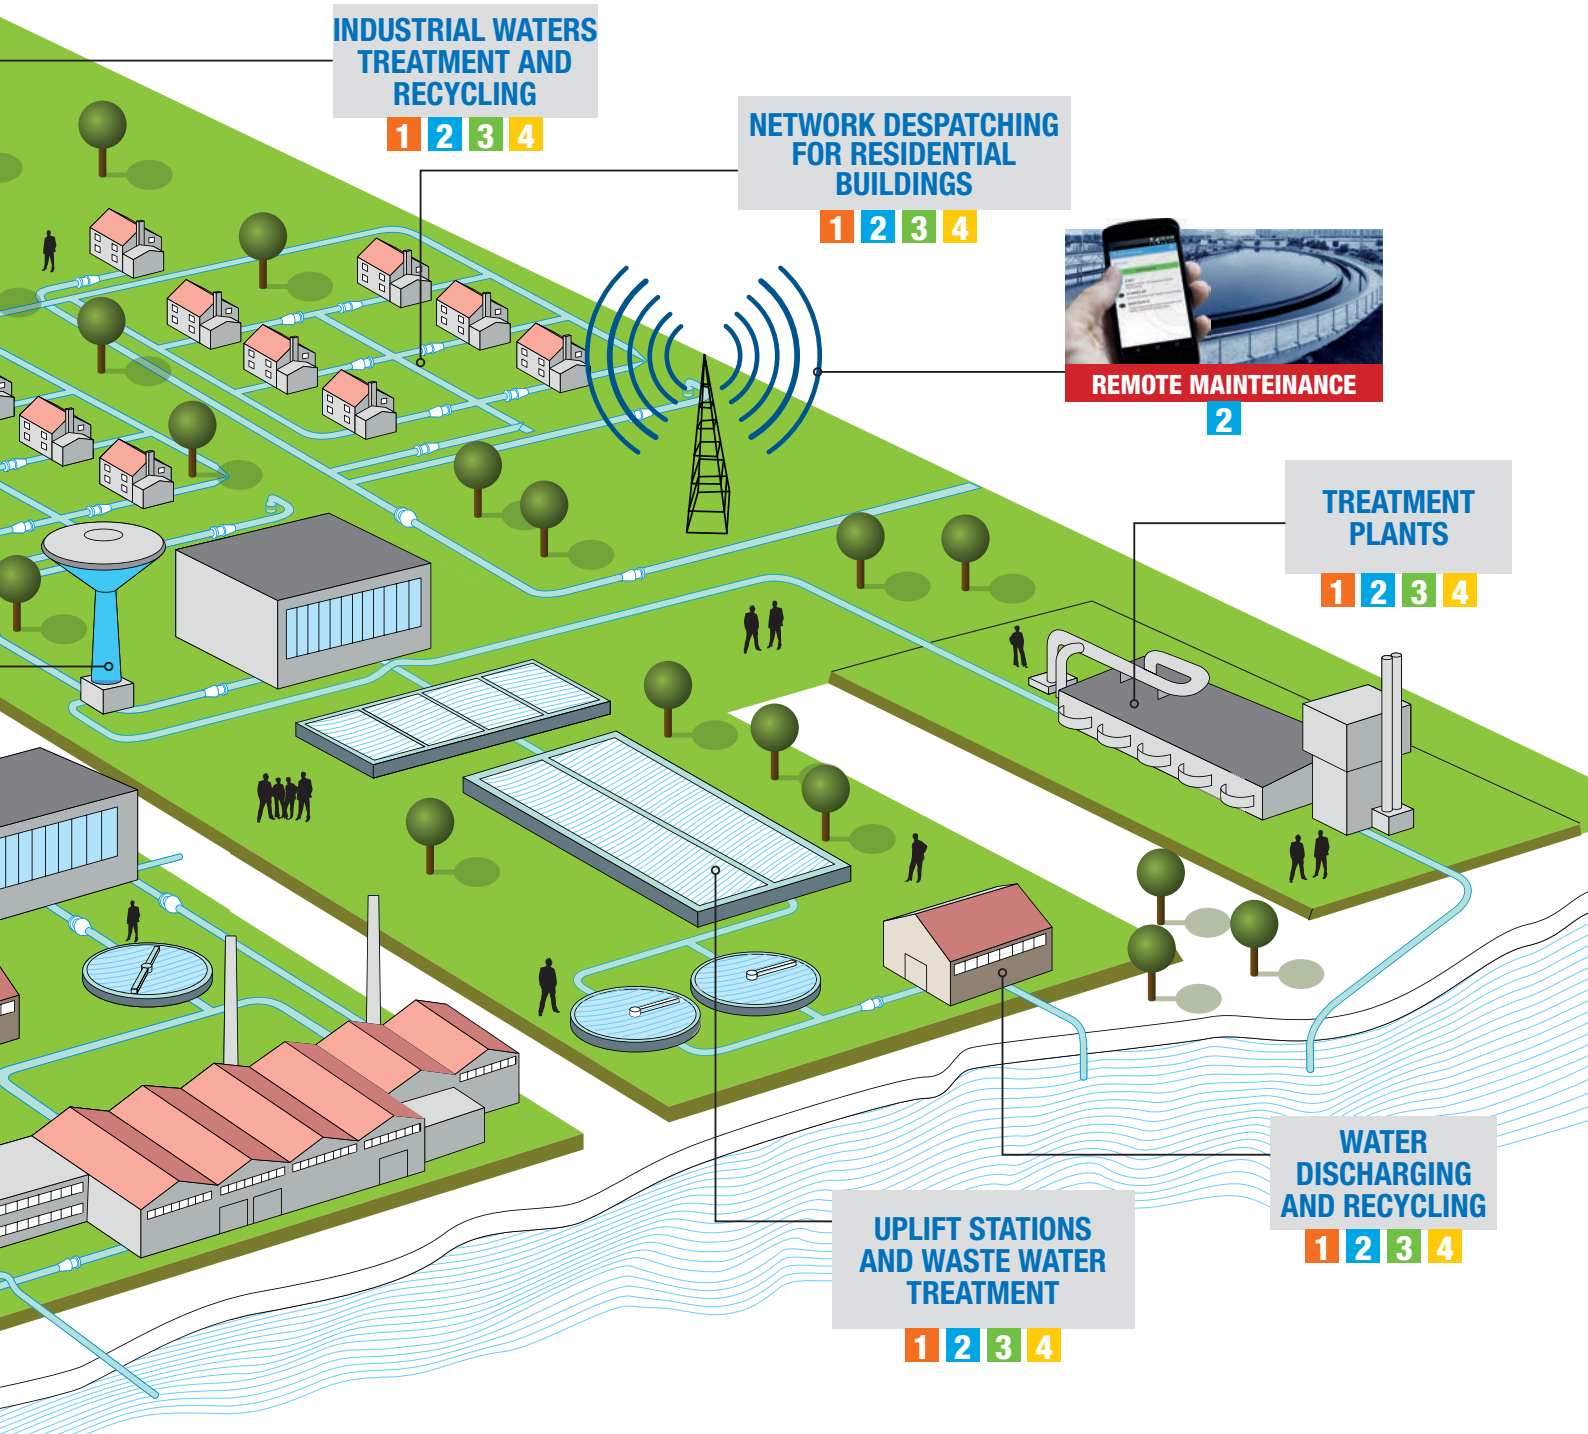 INDUSTRIAL WATERS
TREATMENT AND
RECYCLING
1 2 3 4
NETWORK DESPATCHING
FOR RESIDENTIAL
BUILDINGS
1 2 3 4
REMOTE MAINTEINANCE
2
TREATMENT
PLANTS
1 2 3 4
WATER
DISCHARGING
AND RECYCLING
1 2 3 4
UPLIFT STATIONS
AND WASTE WATER
TREATMENT
1 2 3 4